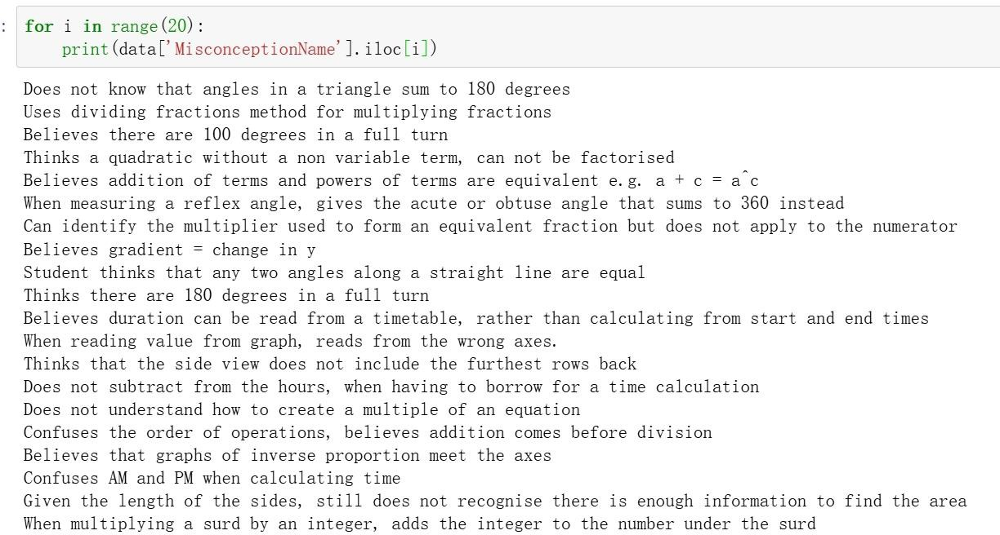 : for i in range(20):
print(data['MisconceptionName'].iloc[i])
Does not know that angles in a triangle sum to 180 degrees
Uses dividing fractions method for multiplying fractions
Believes there are 100 degrees in a full turn
Thinks a quadratic without a non variable term, can not be factorised
Believes addition of terms and powers of terms are equivalent e.g. a + c = a^c
When measuring a reflex angle, gives the acute or obtuse angle that sums to 360 instead
Can identify the multiplier used to form an equivalent fraction but does not apply to the numerator
Believes gradient = change in y
Student thinks that any two angles along a straight line are equal
Thinks there are 180 degrees in a full turn
Believes duration can be read from a timetable, rather than calculating from start and end times
When reading value from graph, reads from the wrong axes.
Thinks that the side view does not include the furthest rows back
Does not subtract from the hours, when having to borrow for a time calculation
Does not understand how to create a multiple of an equation
Confuses the order of operations, believes addition comes before division
Believes that graphs of inverse proportion meet the axes
Confuses AM and PM when calculating time
Given the length of the sides, still does not recognise there is enough information to find the area
When multiplying a surd by an integer, adds the integer to the number under the surd